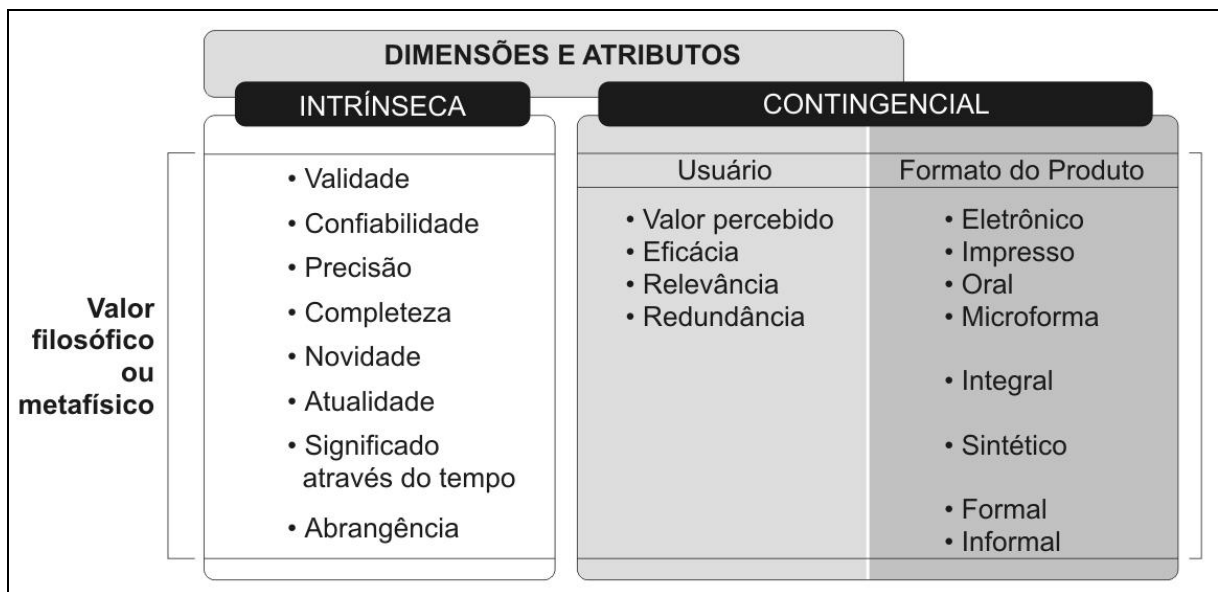 DIMENSÕES E ATRIBUTOS
INTRÍNSECA
CONTINGENCIAL
Valor
filosófico
ou
metafísico
• Validade
• Confiabilidade
• Precisão
• Completeza
• Novidade
• Atualidade
• Significado
através do tempo
• Abrangência
Usuário
• Valor percebido
• Eficácia
• Relevância
• Redundância
Formato do Produto
• Eletrônico
• Impresso
• Oral
• Microforma
• Integral
• Sintético
• Formal
• Informal